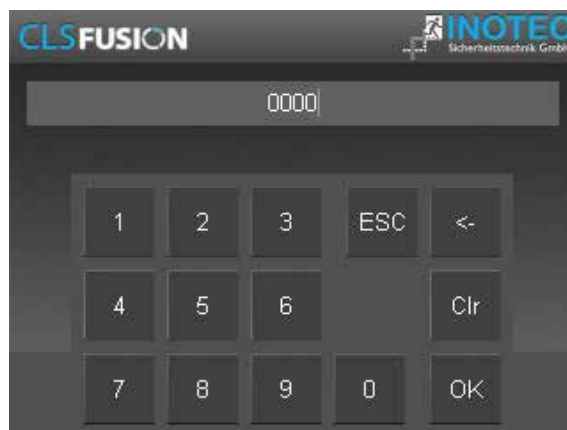 CLSFUSION
INOTEC
Sicherheitstechnik GmbH
0000
1 2 3 ESC <-
4 5 6 Clr
7 8 9 0 OK